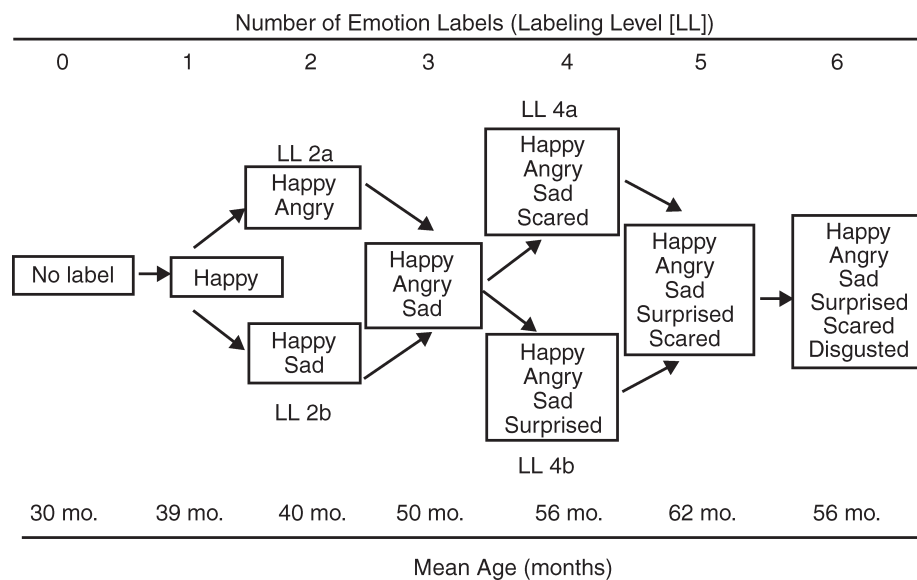 Number of Emotion Labels (Labeling Level [LL])
0 1 2 3 4 5 6
No label
Happy
LL 2a
Happy
Angry
Happy
Sad
LL 2b
Happy
Angry
Sad
LL 4a
Happy
Angry
Sad
Scared
Happy
Angry
Sad
Surprised
LL 4b
Happy
Angry
Sad
Surprised
Scared
Happy
Angry
Sad
Surprised
Scared
Disgusted
30 mo. 39 mo. 40 mo. 50 mo. 56 mo. 62 mo. 56 mo.
Mean Age (months)